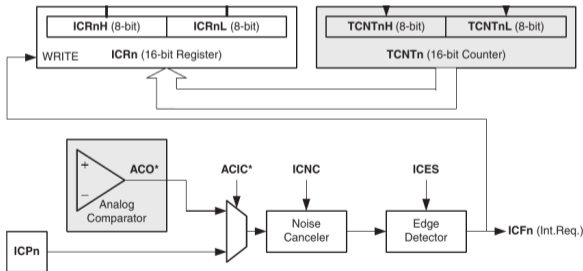 ICRnH (8-bit) ICRnL (8-bit) TCNTnH (8-bit) TCNTnL (8-bit)
WRITE ICRn (16-bit Register) TCNTn (16-bit Counter)
+
ACO* ACIC* ICNC ICES
–
Analog
Comparator
Noise
Canceler
Edge
Detector
ICFn (Int.Req.)
ICPn